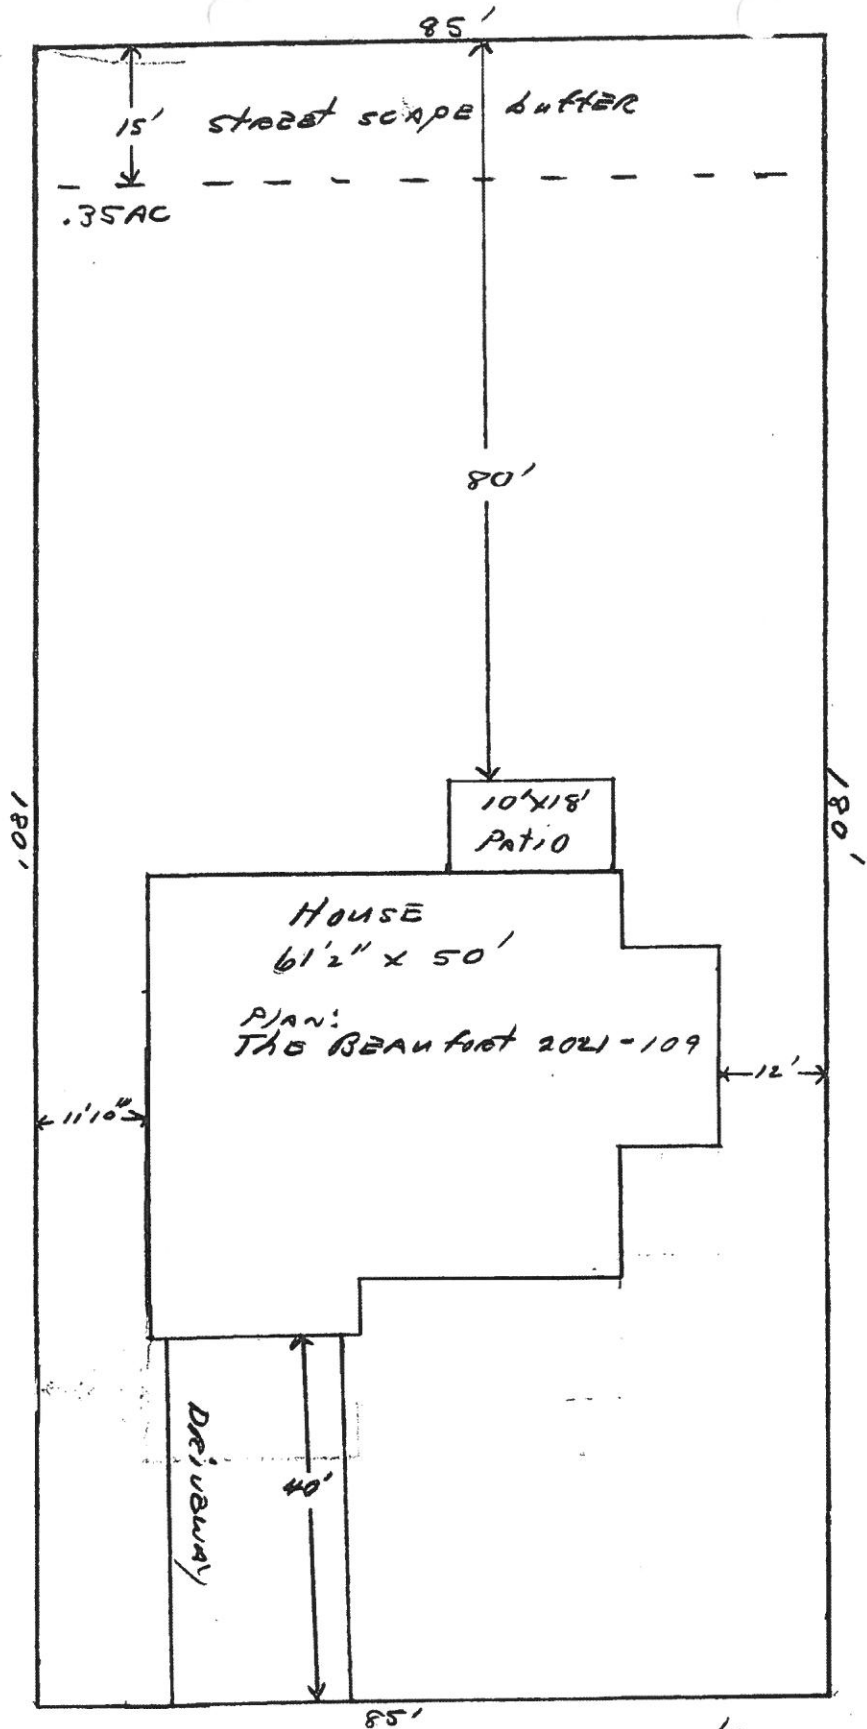 85'
15' street scape buffer
.35AC
80'
180'
180'
10'x18'
Patio
House
61'2" x 50'
Plan:
The Beaufort 2021-109
12'
11'10"
Driveway
40'
85'